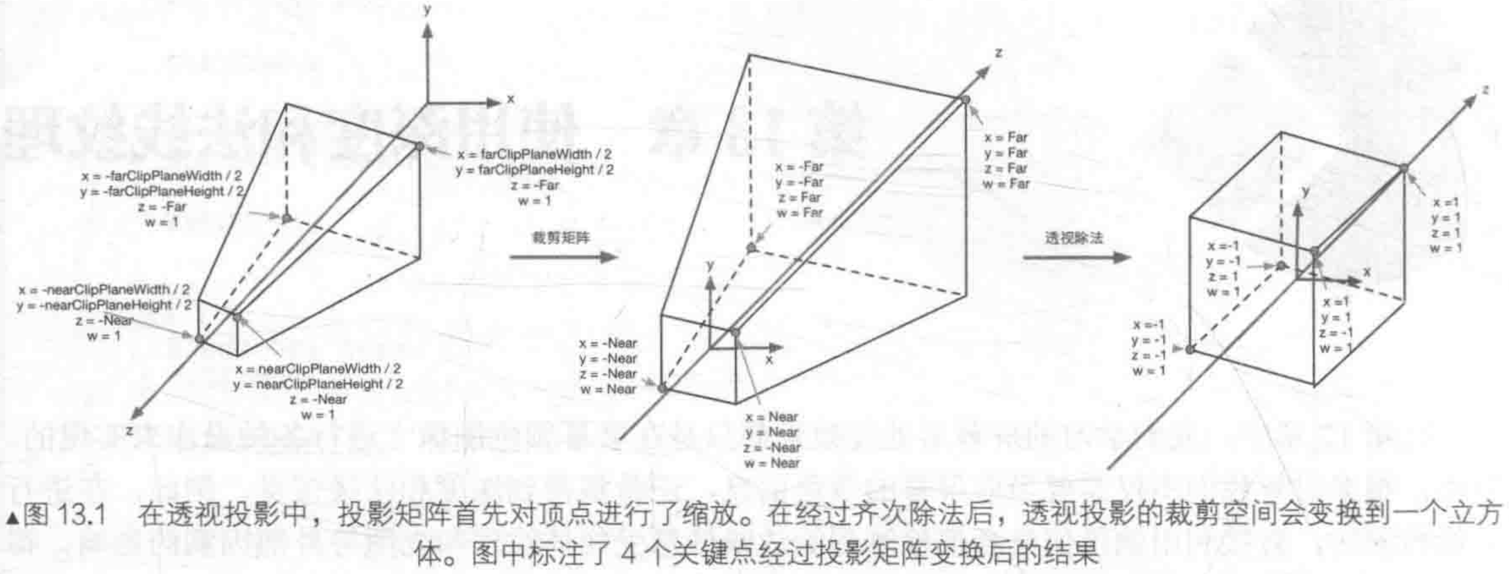 y
x
x = farClipPlaneWidth / 2
y = farClipPlaneHeight / 2
z = -Far
w = 1
x = -farClipPlaneWidth / 2
y = -farClipPlaneHeight / 2
z = -Far
w = 1
x = -nearClipPlaneWidth / 2
y = -nearClipPlaneHeight / 2
z = -Near
w = 1
x = nearClipPlaneWidth / 2
y = nearClipPlaneHeight / 2
z = -Near
w = 1
z
裁剪矩阵
z
x = Far
y = Far
z = Far
w = Far
x = -Far
y = -Far
z = Far
w = Far
y
x
x = -Near
y = -Near
z = -Near
w = Near
x = Near
y = Near
z = -Near
w = Near
透视除法
z
x =1
y = 1
z = 1
w = 1
y
x =-1
y = -1
z = 1
w = 1
x
x =1
y = 1
z = -1
w = 1
x =-1
y = -1
z = -1
w = 1
▲图 13.1 在透视投影中，投影矩阵首先对顶点进行了缩放。在经过齐次除法后，透视投影的裁剪空间会变换到一个立方
体。图中标注了 4 个关键点经过投影矩阵变换后的结果